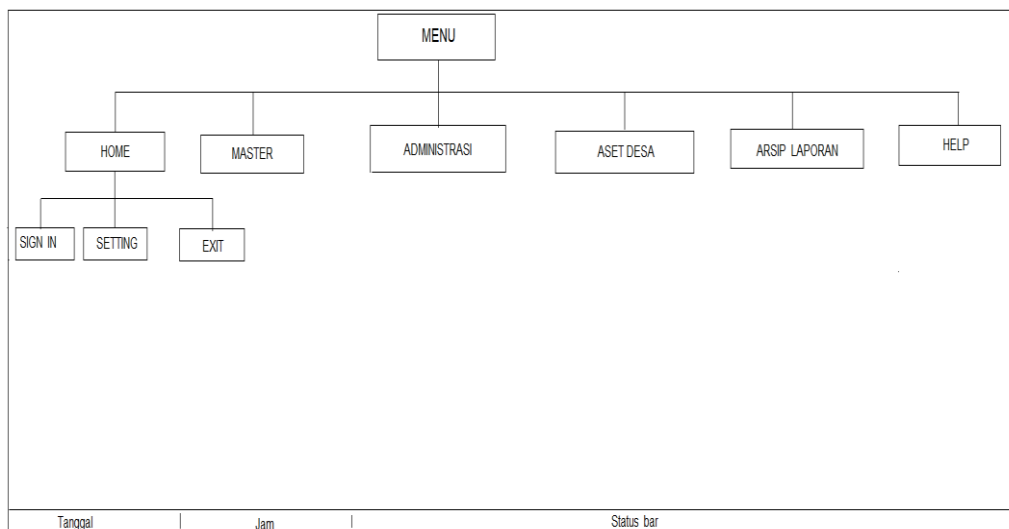 MENU
HOME
MASTER
ADMINISTRASI
ASET DESA
ARSIP LAPORAN
HELP
SIGN IN
SETTING
EXIT
Tanggal
Jam
Status bar